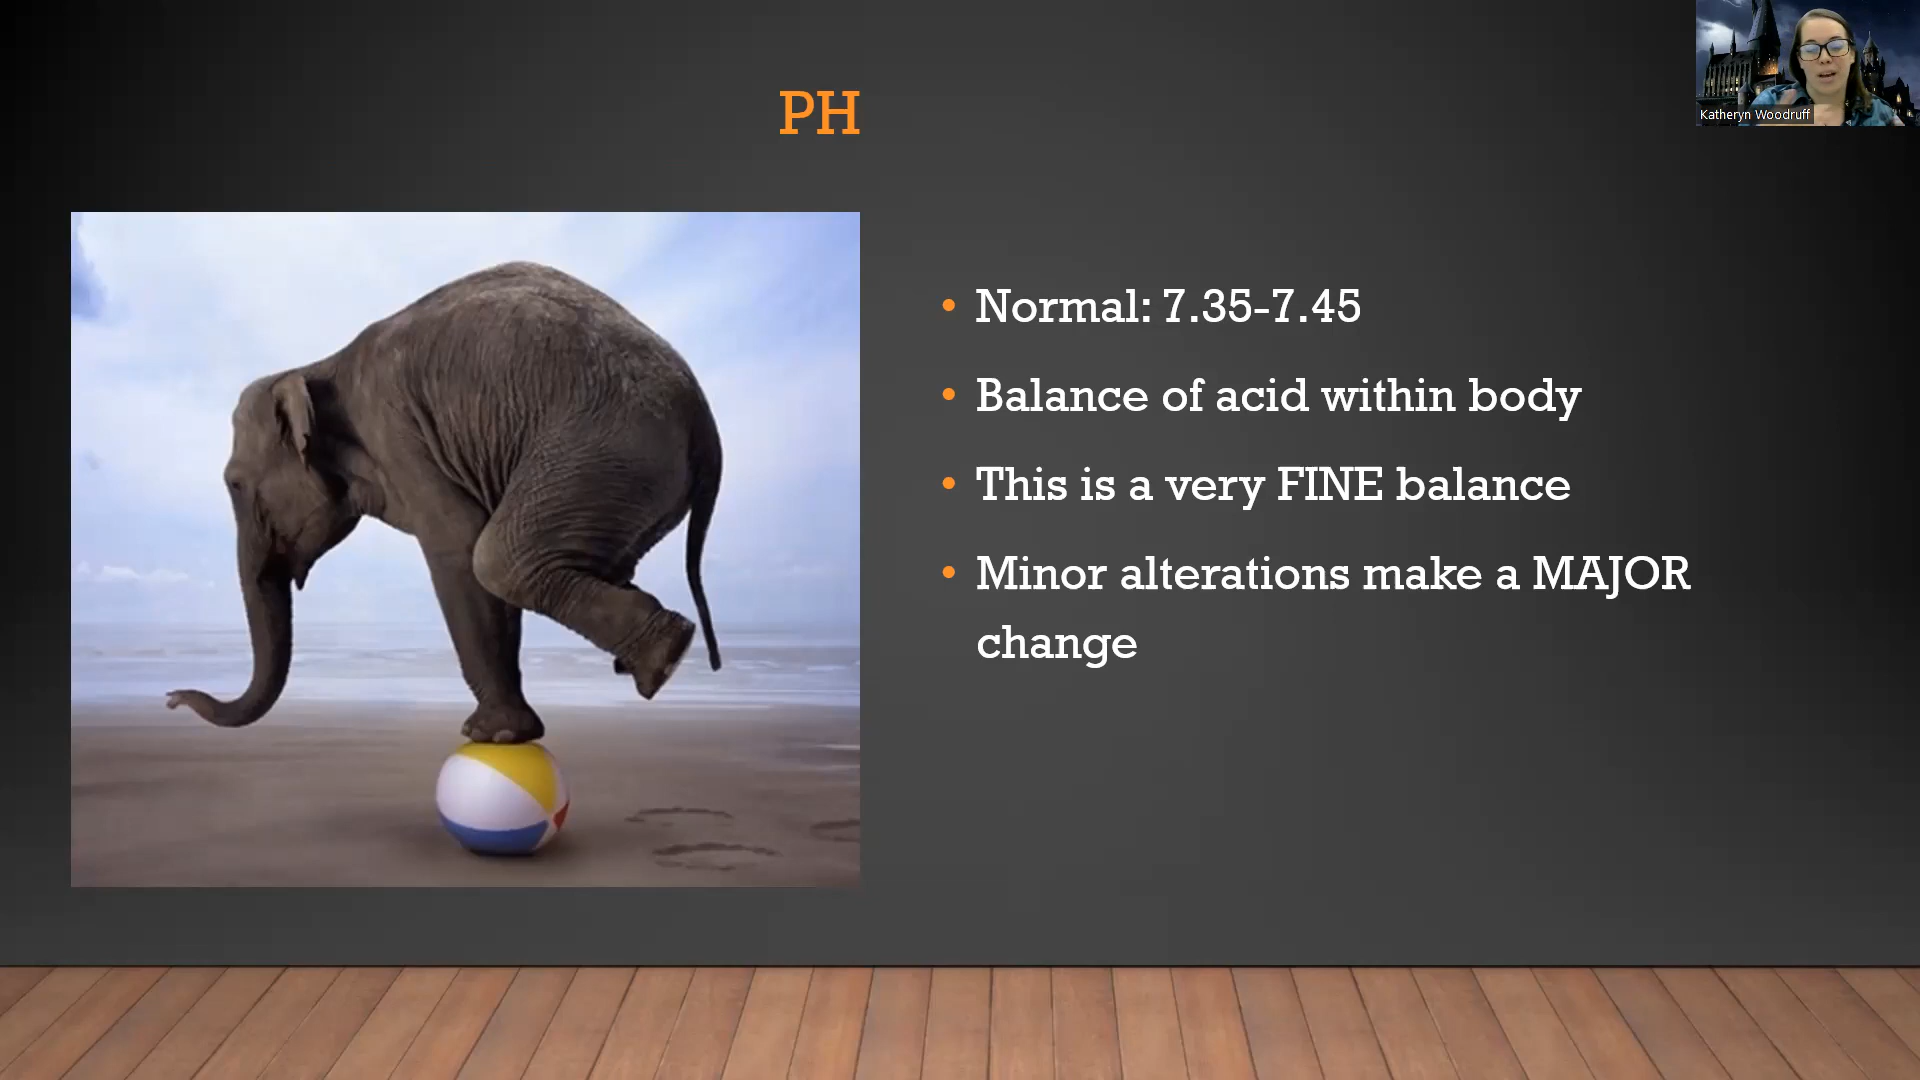 PH
Katheryn Woodruff
• Normal: 7.35-7.45
• Balance of acid within body
• This is a very FINE balance
• Minor alterations make a MAJOR
change